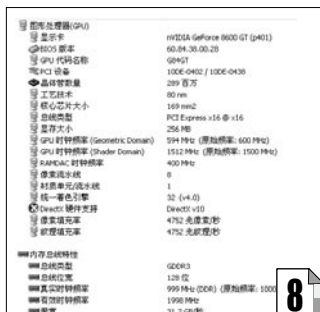 图形处理器(GPU)
显示卡 nVIDIA GeForce 8600 GT (p401)
BIOS 版本 60.84.38.00.28
GPU 代码名称 G84GT
PCI 设备 10DE-0402 / 10DE-0438
晶体管数量 289 百万
工艺技术 80 nm
核心芯片大小 169 mm2
总线类型 PCI Express x16 @ x16
显存大小 256 MB
GPU 时钟频率 (Geometric Domain) 594 MHz (原始频率: 600 MHz)
GPU 时钟频率 (Shader Domain) 1512 MHz (原始频率: 1500 MHz)
RAMDAC 时钟频率 400 MHz
像素流水线 8
材质单元/流水线 1
统一着色引擎 32 (v4.0)
DirectX 硬件支持 DirectX v10
像素填充率 4752 兆像素/秒
纹理填充率 4752 兆纹理/秒
内存总线特性
总线类型 GDDR3
总线位宽 128 位
真实时钟频率 999 MHz (DDR) (原始频率: 1000
有效时钟频率 1998 MHz
带宽 31.2 GB/秒
8